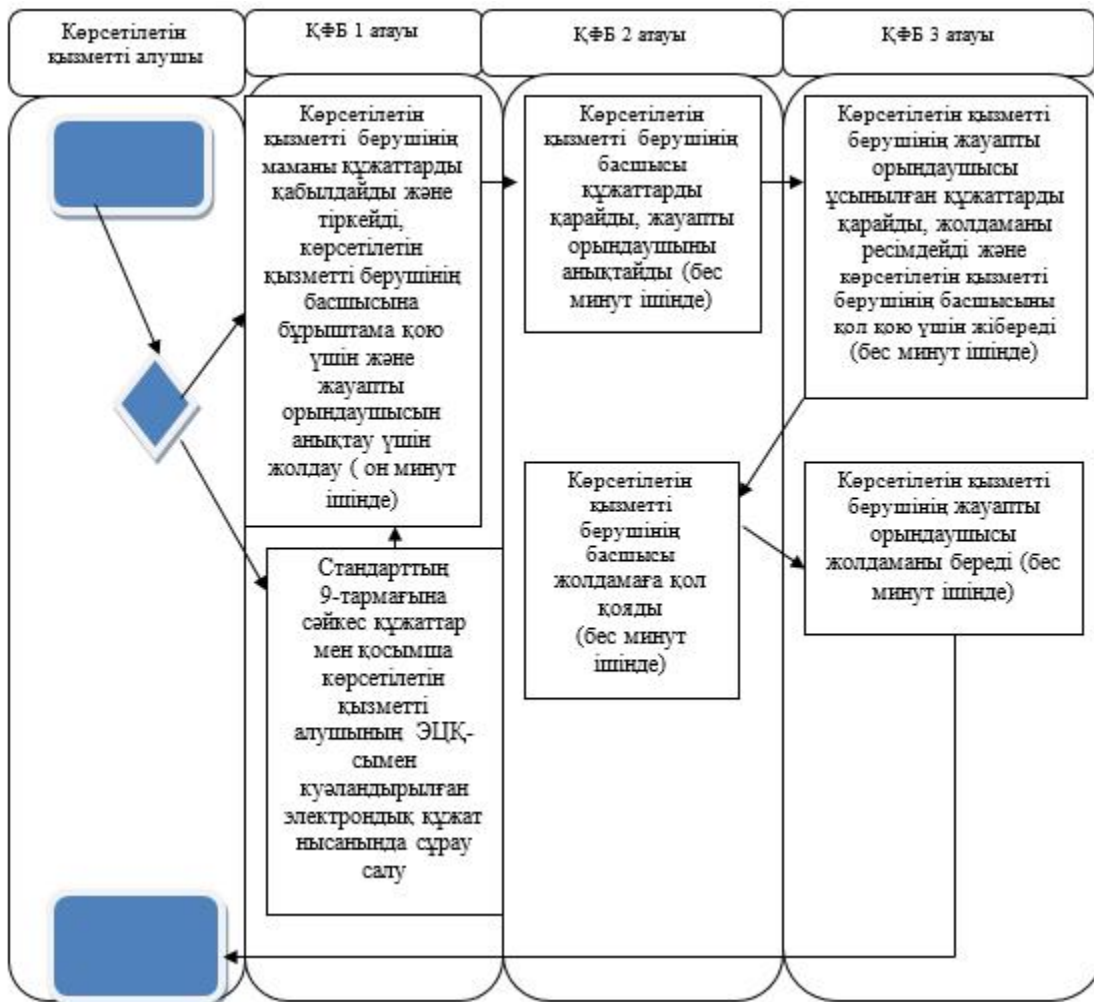 Көрсетілетін
қызметті алушы
ҚФБ 1 атауы
ҚФБ 2 атауы
ҚФБ 3 атауы
Көрсетілетін
қызметті берушінің
маманы құжаттарды
қабылдайды және
тіркейді,
көрсетілетін
қызметті берушінің
басшысына
бұрыштама қою
үшін және
жауапты
орындаушысын
анықтау үшін
жолдау ( он минут
ішінде)
Көрсетілетін
қызметті берушінің
басшысы
құжаттарды
қарайды, жауапты
орындаушыны
анықтайды (бес
минут ішінде)
Көрсетілетін қызметті
берушінің жауапты
орындаушысы
ұсынылған құжаттарды
қарайды, жолдаманы
ресімдейді және
көрсетілетін қызметті
берушінің басшысыны
қол қою үшін жібереді
(бес минут ішінде)
Стандарттың
9-тармағына
сәйкес құжаттар
мен қосымша
көрсетілетін
қызметті
алушының ЭЦҚ-
сымен
куәландырылған
электрондық құжат
нысанында сұрау
салу
Көрсетілетін
қызметті
берушінің
басшысы
жолдамаға қол
қояды
(бес минут
ішінде)
Көрсетілетін қызметті
берушінің жауапты
орындаушысы
жолдаманы береді (бес
минут ішінде)